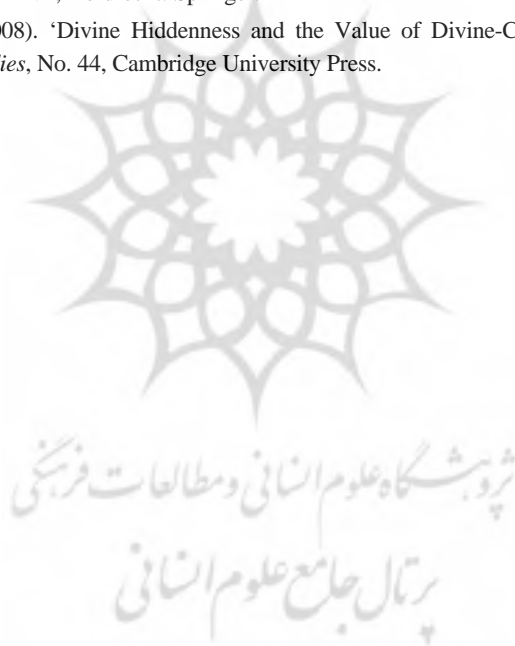 008). ‘Divine Hiddenness and the Value of Divine-C
dies, No. 44, Cambridge University Press.
پژوهشگاه علوم انسانی و مطالعات فرهنگی
پرتال جامع علوم انسانی